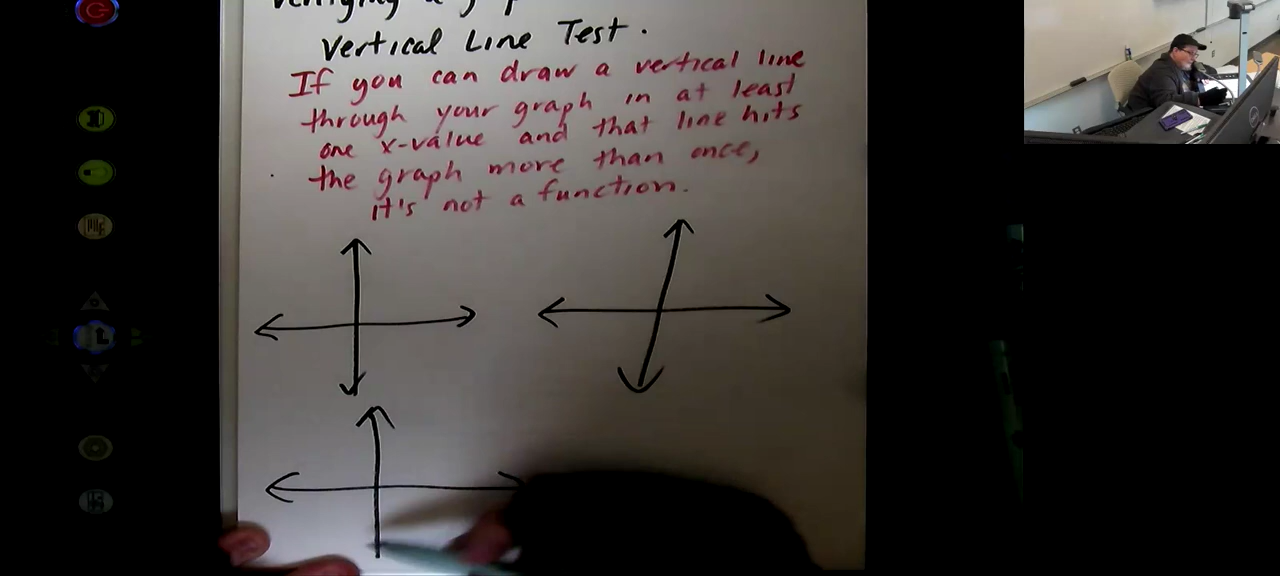 Verifying a
Vertical Line Test.
If you can draw a vertical line
through your graph in at least
one x-value and that line hits
the graph more than once,
it's not a function.